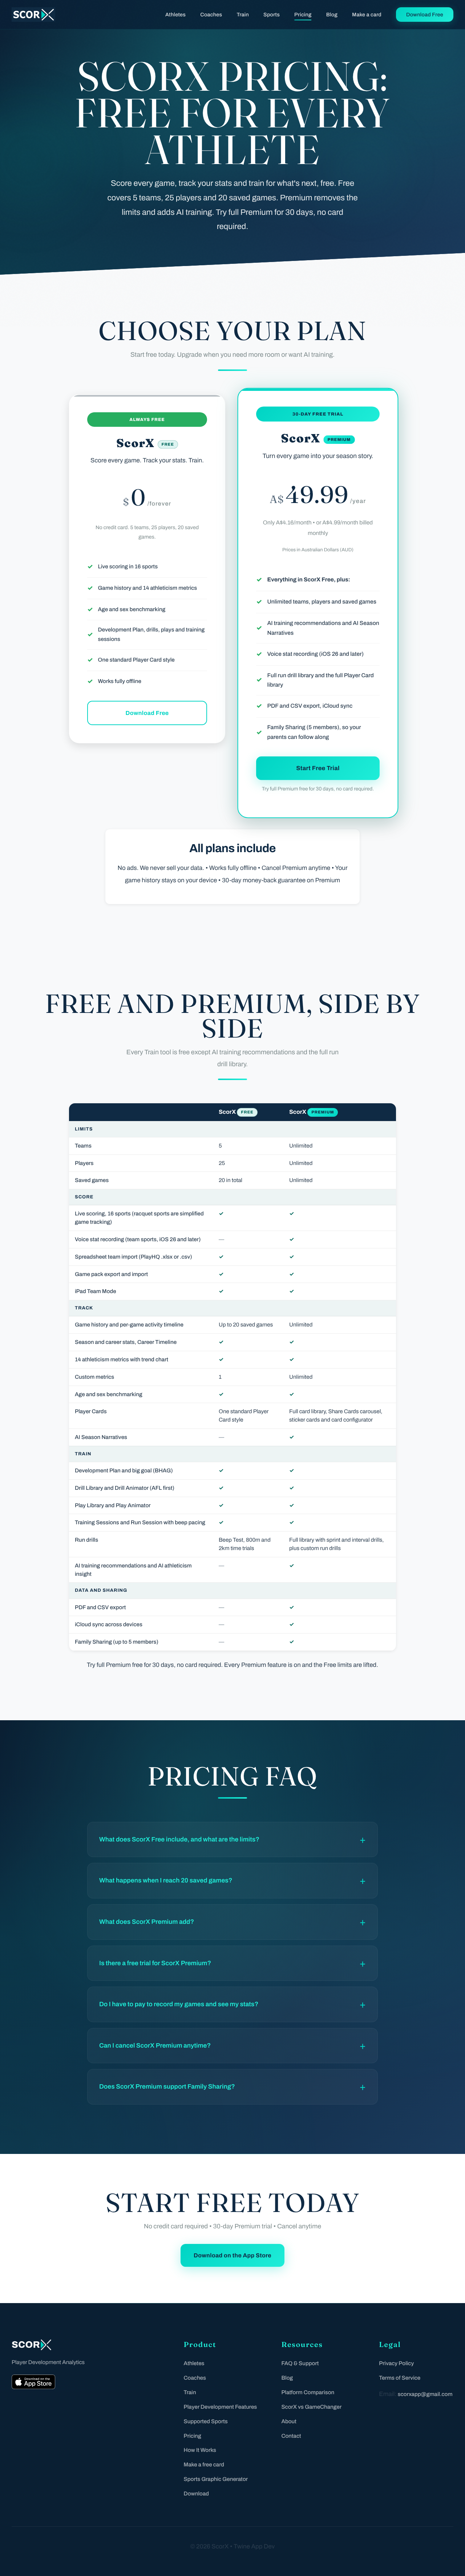 SCORX
Athletes Coaches Train Sports Pricing Blog Make a card Download Free
SCORX PRICING:
FREE FOR EVERY
ATHLETE
Score every game, track your stats and train for what's next, free. Free
covers 5 teams, 25 players and 20 saved games. Premium removes the
limits and adds AI training. Try full Premium for 30 days, no card
required.
CHOOSE YOUR PLAN
Start free today. Upgrade when you need more room or want AI training.
ALWAYS FREE
ScorX FREE
Score every game. Track your stats. Train.
$ 0 /forever
No credit card. 5 teams, 25 players, 20 saved
games.
✓ Live scoring in 16 sports
✓ Game history and 14 athleticism metrics
✓ Age and sex benchmarking
✓ Development Plan, drills, plays and training
sessions
✓ One standard Player Card style
✓ Works fully offline
Download Free
30-DAY FREE TRIAL
ScorX PREMIUM
Turn every game into your season story.
A$ 49.99 /year
Only A$4.16/month • or A$4.99/month billed
monthly
Prices in Australian Dollars (AUD)
✓ Everything in ScorX Free, plus:
✓ Unlimited teams, players and saved games
✓ AI training recommendations and AI Season
Narratives
✓ Voice stat recording (iOS 26 and later)
✓ Full run drill library and the full Player Card
library
✓ PDF and CSV export, iCloud sync
✓ Family Sharing (5 members), so your
parents can follow along
Start Free Trial
Try full Premium free for 30 days, no card required.
All plans include
No ads. We never sell your data. • Works fully offline • Cancel Premium anytime • Your
game history stays on your device • 30-day money-back guarantee on Premium
FREE AND PREMIUM, SIDE BY
SIDE
Every Train tool is free except AI training recommendations and the full run
drill library.
ScorX FREE ScorX PREMIUM
LIMITS
Teams 5 Unlimited
Players 25 Unlimited
Saved games 20 in total Unlimited
SCORE
Live scoring, 16 sports (racquet sports are simplified
game tracking) ✓ ✓
Voice stat recording (team sports, iOS 26 and later) — ✓
Spreadsheet team import (PlayHQ .xlsx or .csv) ✓ ✓
Game pack export and import ✓ ✓
iPad Team Mode ✓ ✓
TRACK
Game history and per-game activity timeline Up to 20 saved games Unlimited
Season and career stats, Career Timeline ✓ ✓
14 athleticism metrics with trend chart ✓ ✓
Custom metrics 1 Unlimited
Age and sex benchmarking ✓ ✓
Player Cards One standard Player
Card style Full card library, Share Cards carousel,
sticker cards and card configurator
AI Season Narratives — ✓
TRAIN
Development Plan and big goal (BHAG) ✓ ✓
Drill Library and Drill Animator (AFL first) ✓ ✓
Play Library and Play Animator ✓ ✓
Training Sessions and Run Session with beep pacing ✓ ✓
Run drills Beep Test, 800m and
2km time trials Full library with sprint and interval drills,
plus custom run drills
AI training recommendations and AI athleticism
insight — ✓
DATA AND SHARING
PDF and CSV export — ✓
iCloud sync across devices — ✓
Family Sharing (up to 5 members) — ✓
Try full Premium free for 30 days, no card required. Every Premium feature is on and the Free limits are lifted.
PRICING FAQ
What does ScorX Free include, and what are the limits? +
What happens when I reach 20 saved games? +
What does ScorX Premium add? +
Is there a free trial for ScorX Premium? +
Do I have to pay to record my games and see my stats? +
Can I cancel ScorX Premium anytime? +
Does ScorX Premium support Family Sharing? +
START FREE TODAY
No credit card required • 30-day Premium trial • Cancel anytime
Download on the App Store
SCORX
Player Development Analytics
Download on the
App Store
Product
Athletes
Coaches
Train
Player Development Features
Supported Sports
Pricing
How It Works
Make a free card
Sports Graphic Generator
Download
Resources
FAQ & Support
Blog
Platform Comparison
ScorX vs GameChanger
About
Contact
Legal
Privacy Policy
Terms of Service
Email: scorxapp@gmail.com